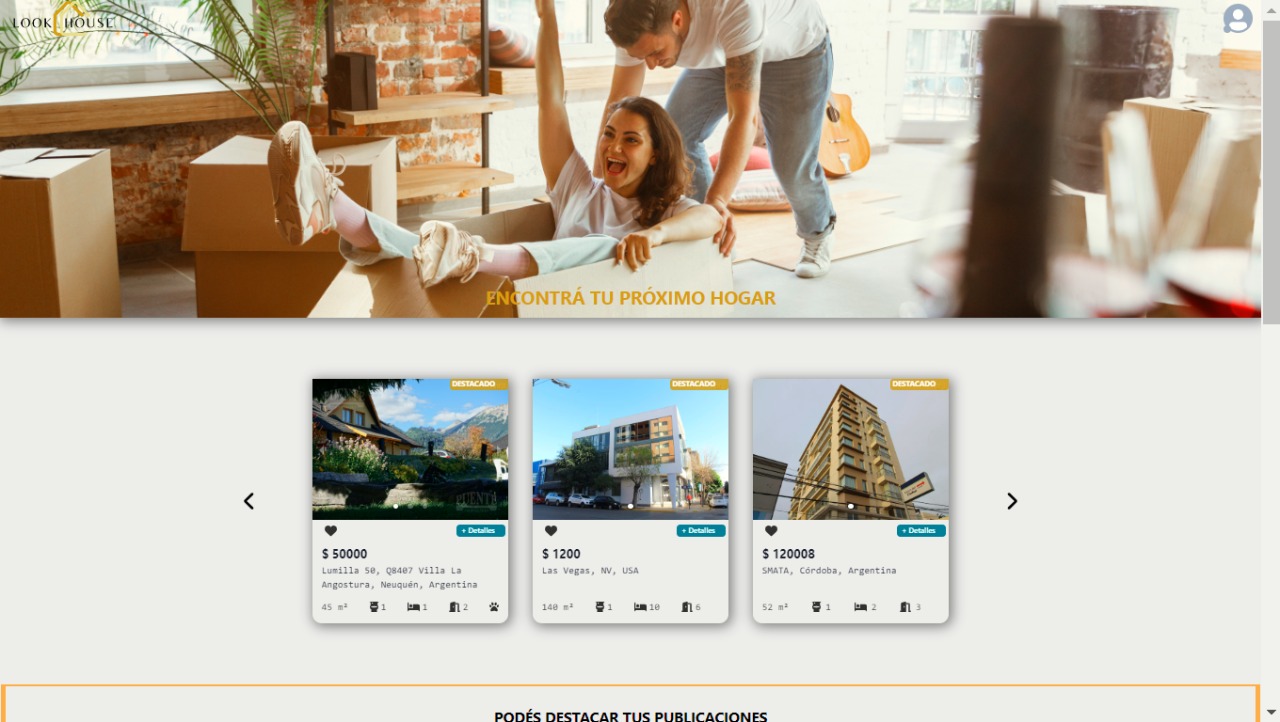 LOOK HOUSE
ENCONTRÁ TU PRÓXIMO HOGAR
DESTACADO
DESTACADO
DESTACADO
+ Detalles
+ Detalles
+ Detalles
$ 50000
Lumilla 50, Q8407 Villa La
Angostura, Neuquén, Argentina
45 m² 1 1 2
$ 1200
Las Vegas, NV, USA
140 m² 1 10 6
$ 120008
SMATA, Córdoba, Argentina
52 m² 1 2 3
PODÉS DESTACAR TUS PUBLICACIONES